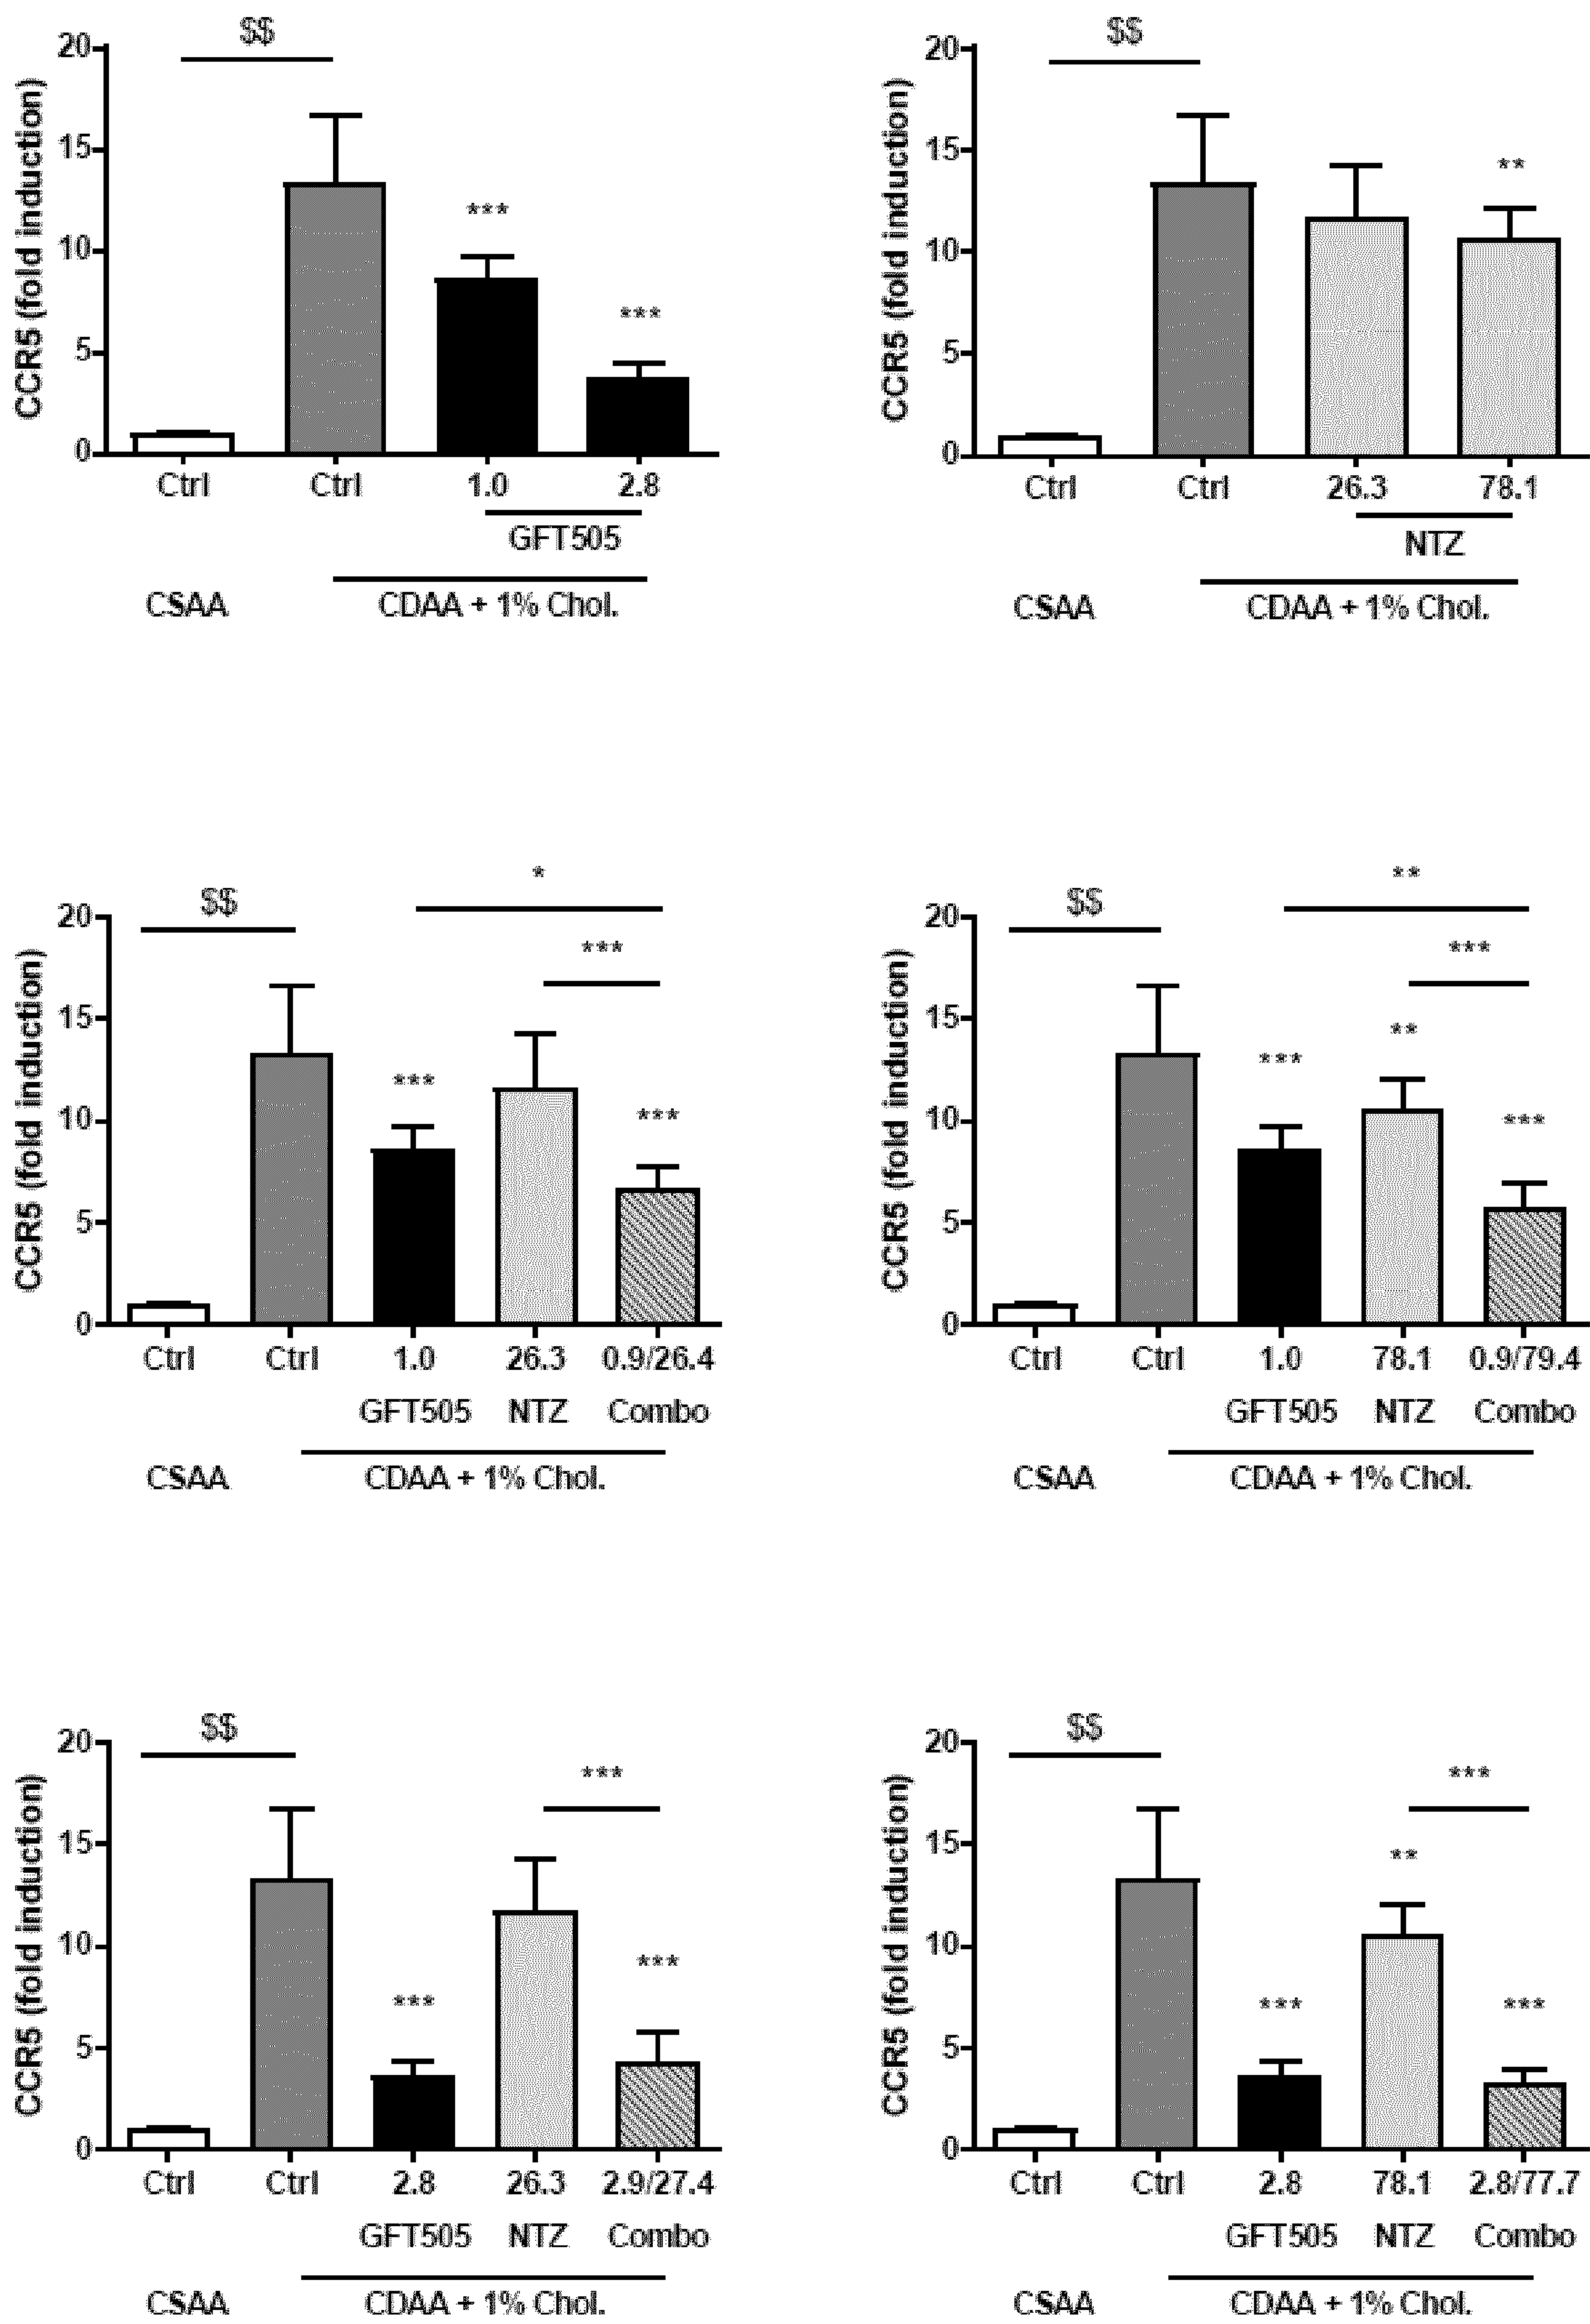 $$
20
15
10
5
0
CCR5 (fold induction)
***
***
Ctrl Ctrl 1.0 2.8
GFT505
CSAA CDAA + 1% Chol.
$$
20
15
10
5
0
CCR5 (fold induction)
**
Ctrl Ctrl 26.3 78.1
NTZ
CSAA CDAA + 1% Chol.
*
$$
***
20
15
10
5
0
CCR5 (fold induction)
***
***
Ctrl Ctrl 1.0 26.3 0.9/26.4
GFT505 NTZ Combo
CSAA CDAA + 1% Chol.
**
$$
***
20
15
10
5
0
CCR5 (fold induction)
**
***
***
Ctrl Ctrl 1.0 78.1 0.9/79.4
GFT505 NTZ Combo
CSAA CDAA + 1% Chol.
$$
***
20
15
10
5
0
CCR5 (fold induction)
***
***
Ctrl Ctrl 2.8 26.3 2.9/27.4
GFT505 NTZ Combo
CSAA CDAA + 1% Chol.
$$
***
20
15
10
5
0
CCR5 (fold induction)
**
*** ***
Ctrl Ctrl 2.8 78.1 2.8/77.7
GFT505 NTZ Combo
CSAA CDAA + 1% Chol.